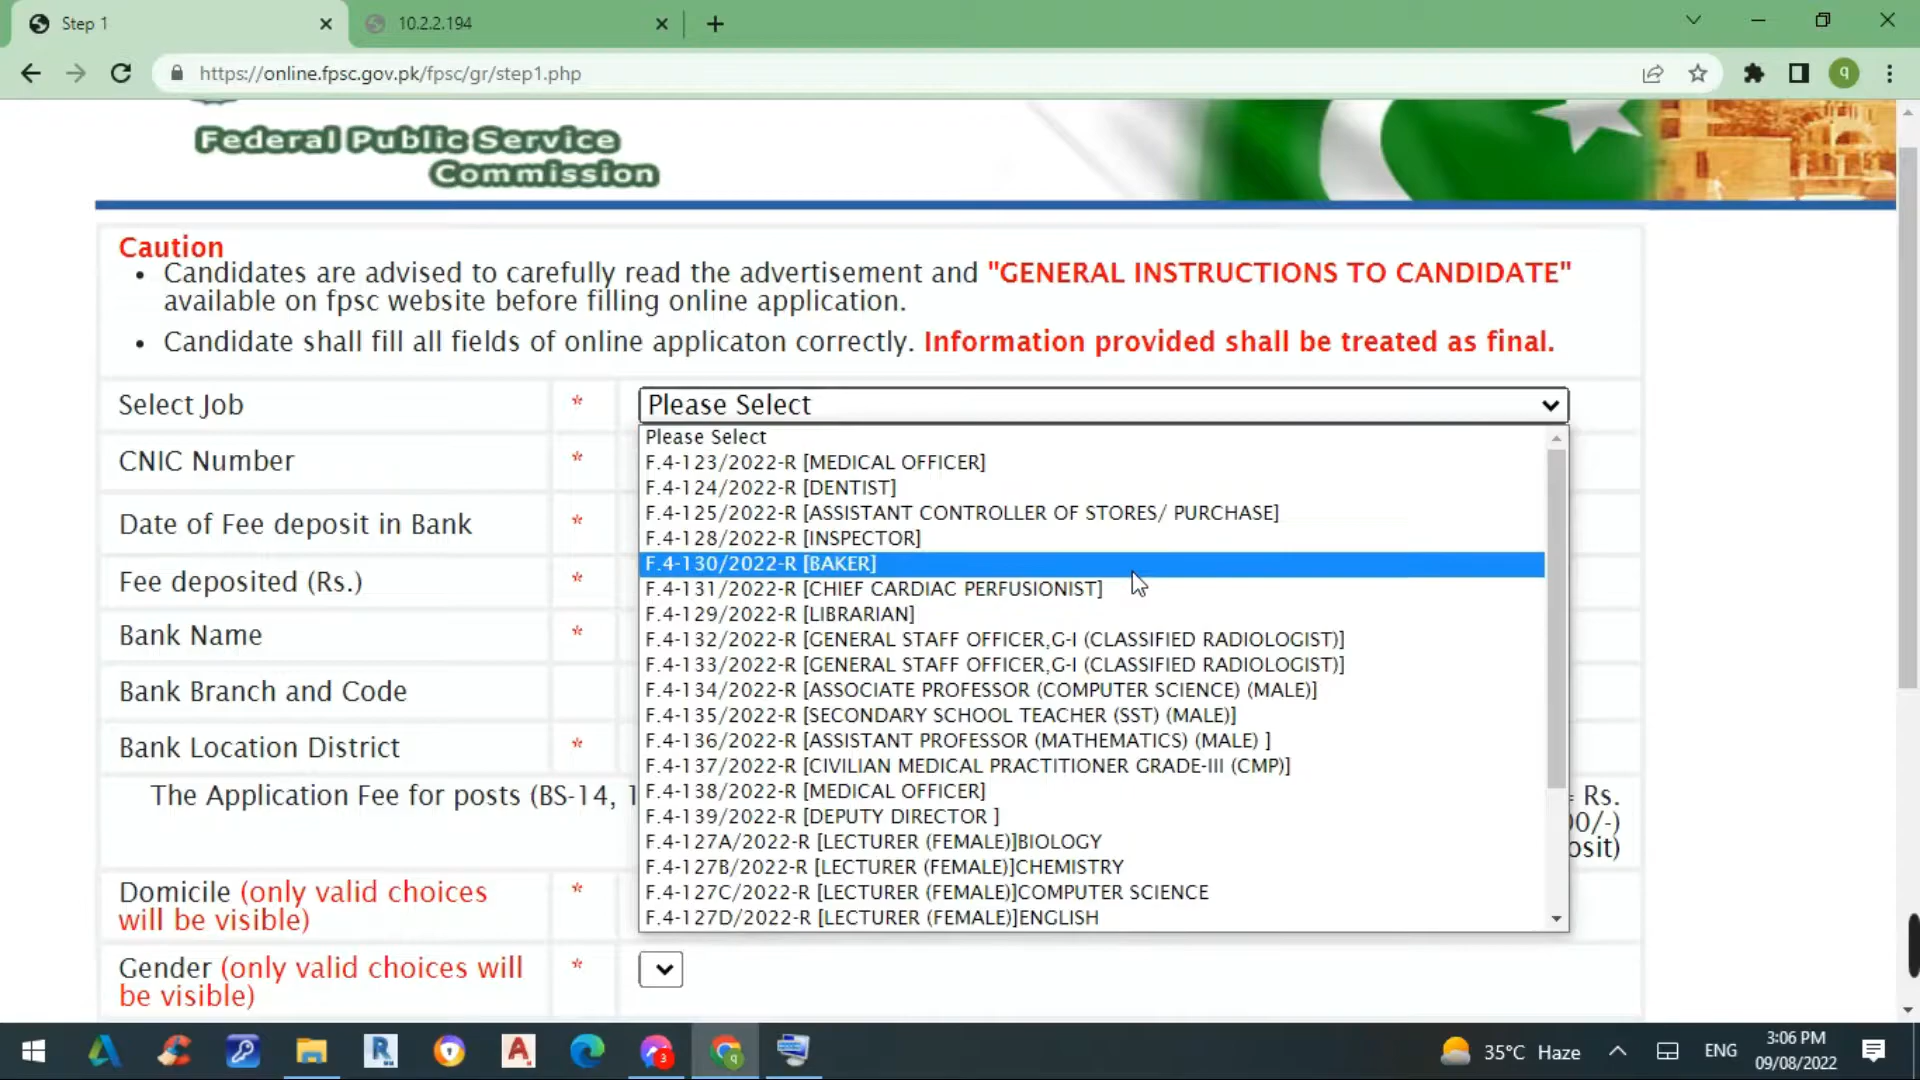 Step 1
10.2.2.194
https://online.fpsc.gov.pk/fpsc/gr/step1.php
q
Federal Public Service
Commission
Caution
• Candidates are advised to carefully read the advertisement and "GENERAL INSTRUCTIONS TO CANDIDATE"
available on fpsc website before filling online application.
• Candidate shall fill all fields of online applicaton correctly. Information provided shall be treated as final.
Select Job *
Please Select
Please Select
F.4-123/2022-R [MEDICAL OFFICER]
F.4-124/2022-R [DENTIST]
F.4-125/2022-R [ASSISTANT CONTROLLER OF STORES/ PURCHASE]
F.4-128/2022-R [INSPECTOR]
F.4-130/2022-R [BAKER]
F.4-131/2022-R [CHIEF CARDIAC PERFUSIONIST]
F.4-129/2022-R [LIBRARIAN]
F.4-132/2022-R [GENERAL STAFF OFFICER,G-I (CLASSIFIED RADIOLOGIST)]
F.4-133/2022-R [GENERAL STAFF OFFICER,G-I (CLASSIFIED RADIOLOGIST)]
F.4-134/2022-R [ASSOCIATE PROFESSOR (COMPUTER SCIENCE) (MALE)]
F.4-135/2022-R [SECONDARY SCHOOL TEACHER (SST) (MALE)]
F.4-136/2022-R [ASSISTANT PROFESSOR (MATHEMATICS) (MALE) ]
F.4-137/2022-R [CIVILIAN MEDICAL PRACTITIONER GRADE-III (CMP)]
F.4-138/2022-R [MEDICAL OFFICER]
F.4-139/2022-R [DEPUTY DIRECTOR ]
F.4-127A/2022-R [LECTURER (FEMALE)]BIOLOGY
F.4-127B/2022-R [LECTURER (FEMALE)]CHEMISTRY
F.4-127C/2022-R [LECTURER (FEMALE)]COMPUTER SCIENCE
F.4-127D/2022-R [LECTURER (FEMALE)]ENGLISH
CNIC Number *
Date of Fee deposit in Bank *
Fee deposited (Rs.) *
Bank Name *
Bank Branch and Code
Bank Location District *
The Application Fee for posts (BS-14, 1
= Rs.
00/-)
osit)
Domicile (only valid choices *
will be visible)
Gender (only valid choices will *
be visible)
3
35°C Haze
ENG
3:06 PM
09/08/2022